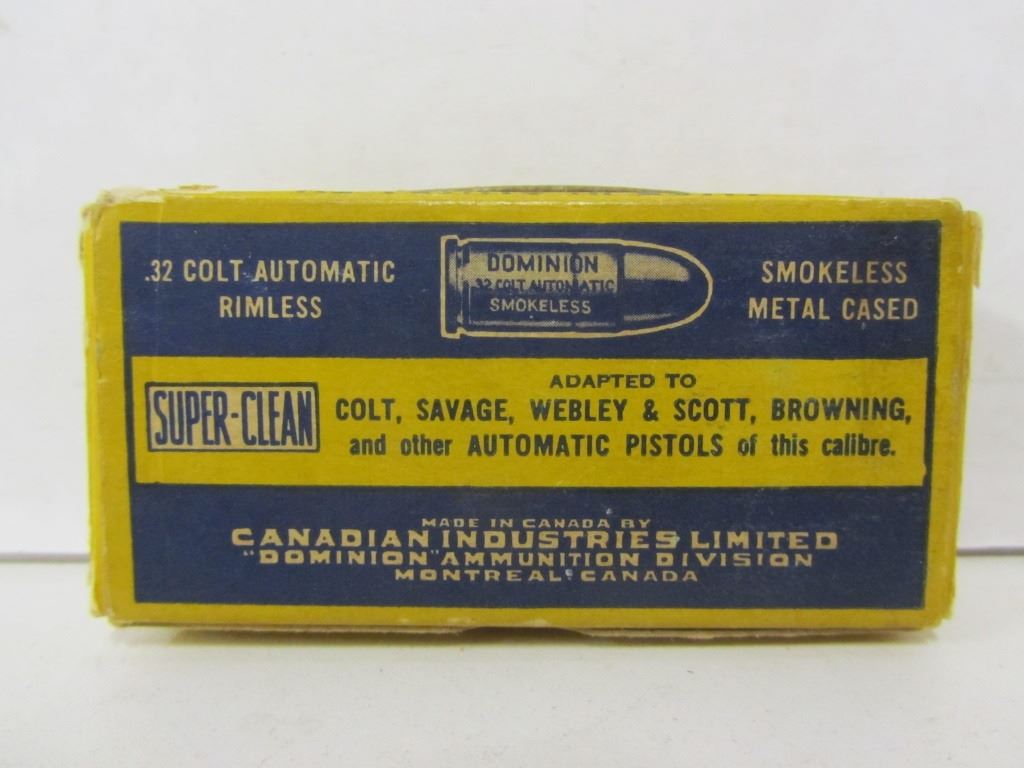 .32 COLT AUTOMATIC
RIMLESS
DOMINION
.32 COLT AUTOMATIC
SMOKELESS
SMOKELESS
METAL CASED
SUPER-CLEAN
ADAPTED TO
COLT, SAVAGE, WEBLEY & SCOTT, BROWNING,
and other AUTOMATIC PISTOLS of this calibre.
MADE IN CANADA BY
CANADIAN INDUSTRIES LIMITED
"DOMINION" AMMUNITION DIVISION
MONTREAL, CANADA